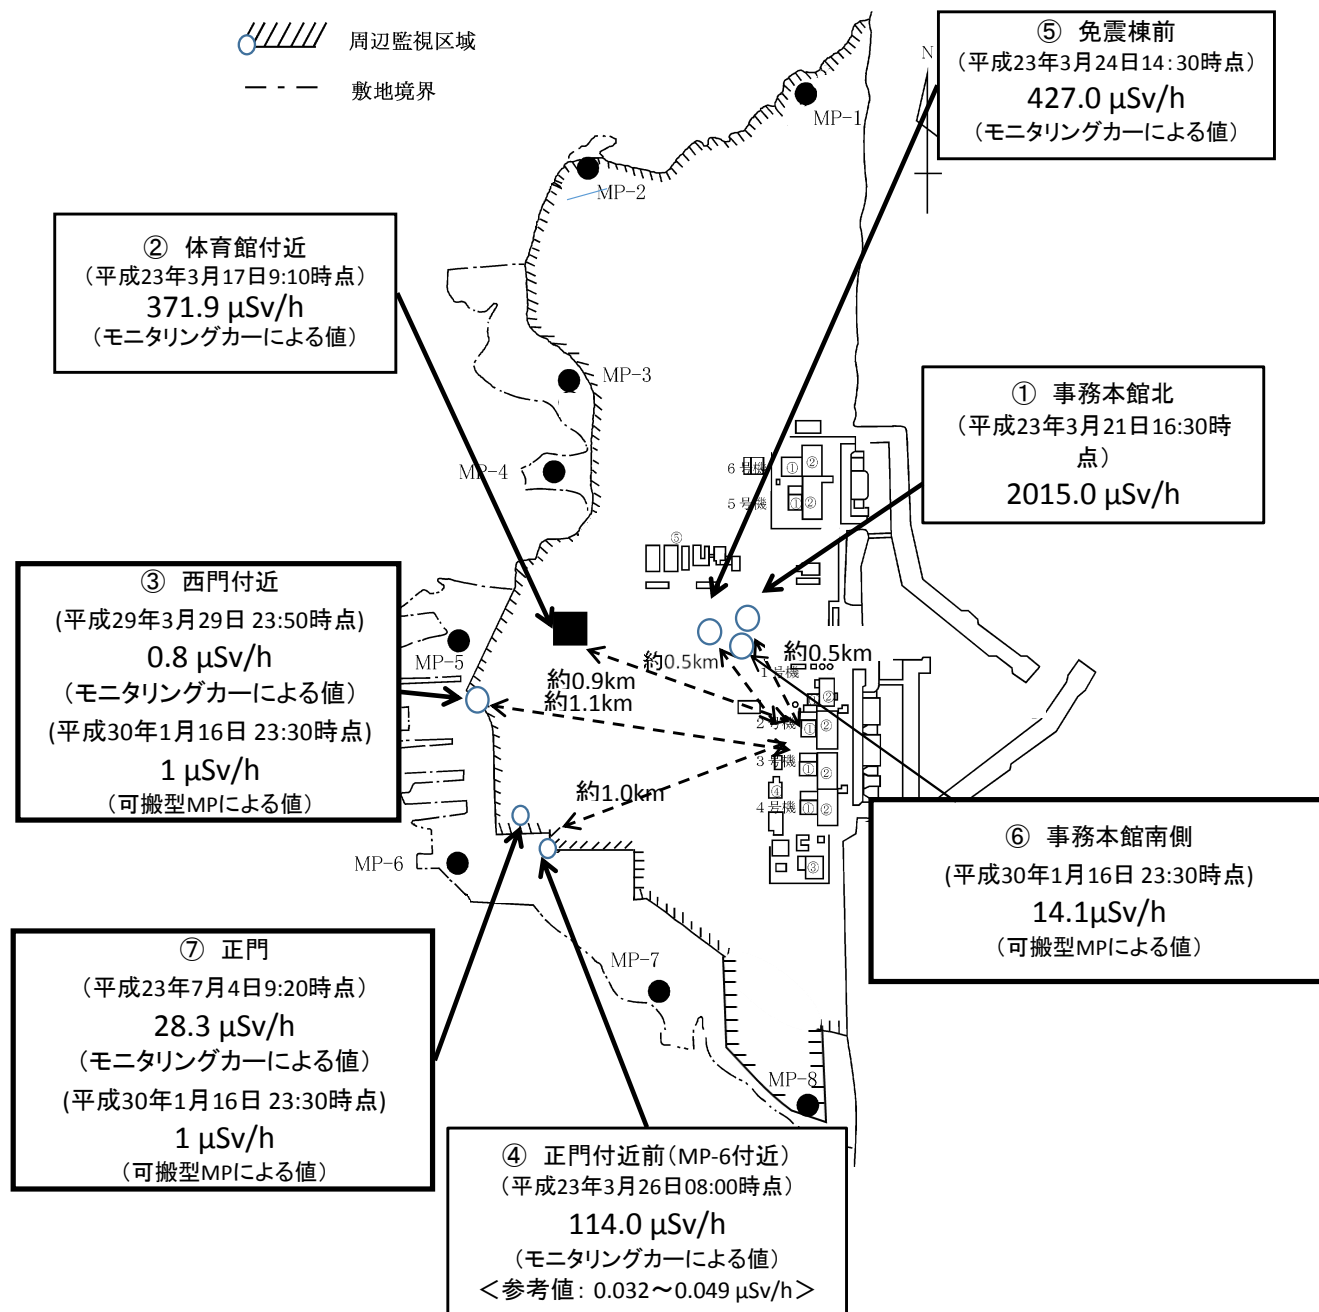 周辺監視区域
敷地境界
⑤ 免震棟前
(平成23年3月24日14:30時点)
427.0 μSv/h
(モニタリングカーによる値)
N
MP-1
MP-2
② 体育館付近
(平成23年3月17日9:10時点)
371.9 μSv/h
(モニタリングカーによる値)
MP-3
① 事務本館北
(平成23年3月21日16:30時
点)
2015.0 μSv/h
MP-4
6号機
①
②
5号機
①
②
⑤
③ 西門付近
(平成29年3月29日 23:50時点)
0.8 μSv/h
(モニタリングカーによる値)
(平成30年1月16日 23:30時点)
1 μSv/h
(可搬型MPによる値)
MP-5
約0.5km
約0.5km
約0.9km
約1.1km
1号機
②
2号機
①
②
3号機
①
②
約1.0km
④
4号機
①
②
③
MP-6
⑥ 事務本館南側
(平成30年1月16日 23:30時点)
14.1μSv/h
(可搬型MPによる値)
⑦ 正門
(平成23年7月4日9:20時点)
28.3 μSv/h
(モニタリングカーによる値)
(平成30年1月16日 23:30時点)
1 μSv/h
(可搬型MPによる値)
MP-7
MP-8
④ 正門付近前(MP-6付近)
(平成23年3月26日08:00時点)
114.0 μSv/h
(モニタリングカーによる値)
＜参考値: 0.032～0.049 μSv/h＞